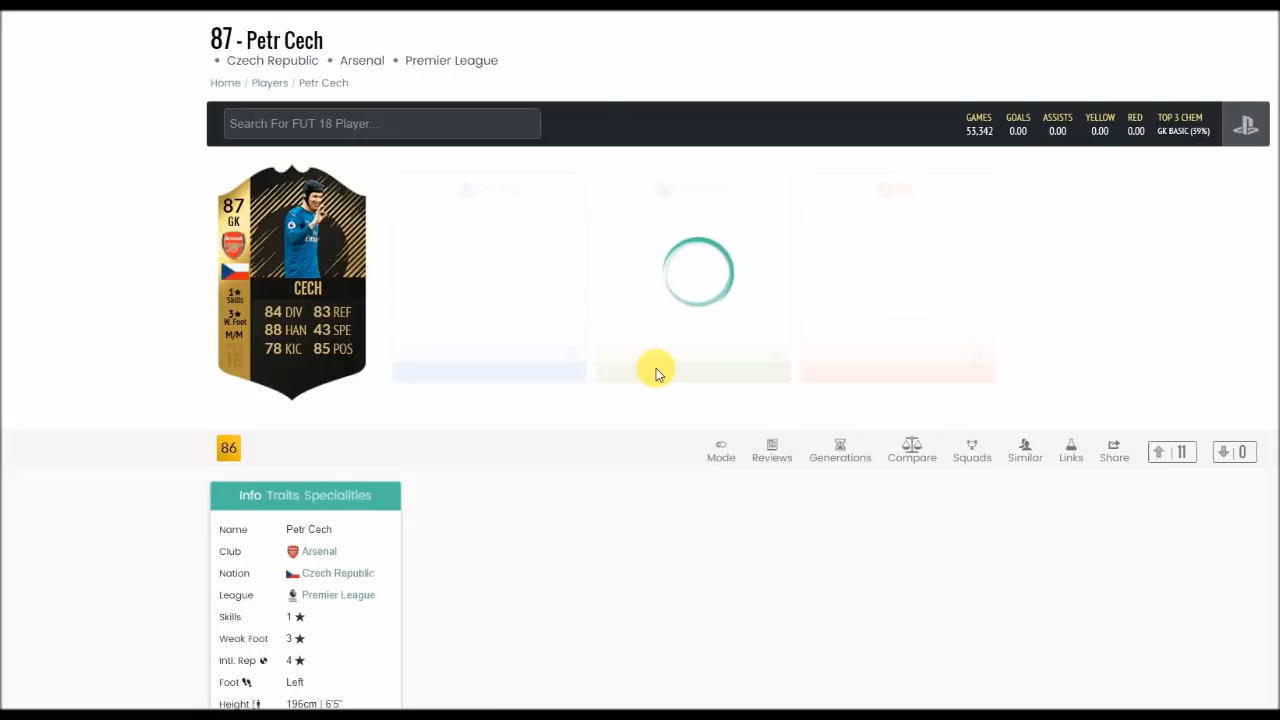 87 - Petr Cech
• Czech Republic • Arsenal • Premier League
Home / Players / Petr Cech
Search For FUT 18 Player...
GAMES GOALS ASSISTS YELLOW RED TOP 3 CHEM
53,342 0.00 0.00 0.00 0.00 GK BASIC (59%)
87
GK
Arsenal
CECH
1★
Skills
3★
W. Foot
M/M
84 DIV 83 REF
88 HAN 43 SPE
78 KIC 85 POS
86
Mode Reviews Generations Compare Squads Similar Links Share | 11 | 0
Info Traits Specialities
Name Petr Cech
Club Arsenal
Nation Czech Republic
League Premier League
Skills 1 ★
Weak Foot 3 ★
Intl. Rep 4 ★
Foot Left
Height 196cm | 6'5"